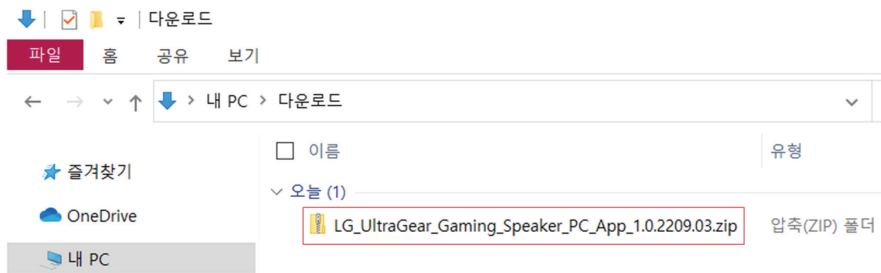 다운로드
파일 홈 공유 보기
내 PC > 다운로드
이름 유형
즐겨찾기
오늘 (1)
OneDrive
LG_UltraGear_Gaming_Speaker_PC_App_1.0.2209.03.zip 압축(ZIP) 폴더
내 PC